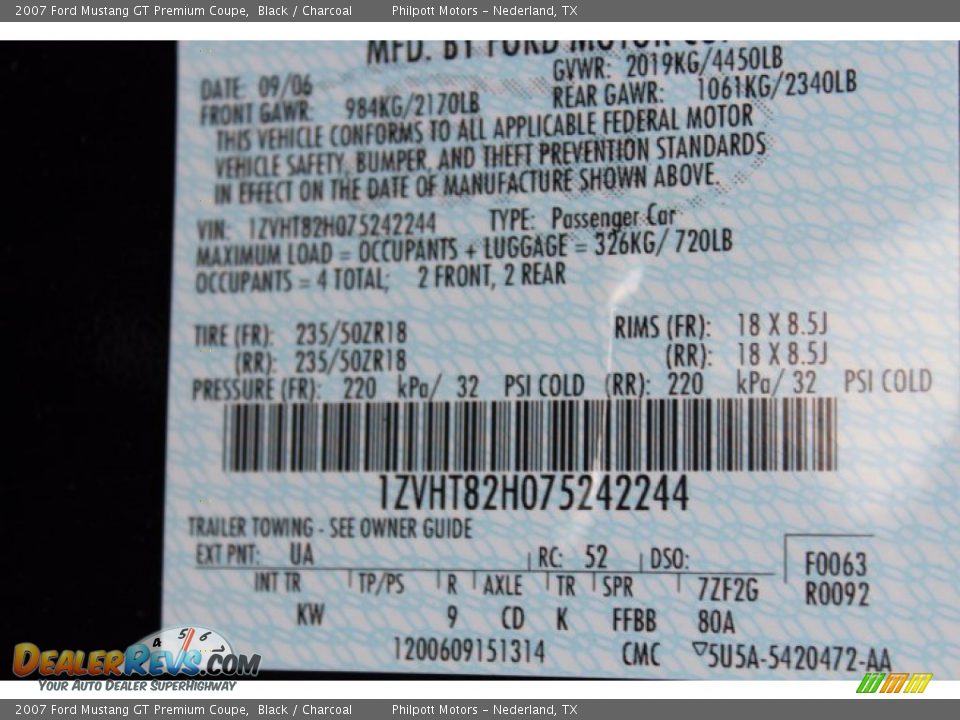 2007 Ford Mustang GT Premium Coupe, Black / Charcoal Philpott Motors - Nederland, TX
MFD. BY FORD MOTOR CO.
DATE: 09/06 GVWR: 2019KG/4450LB
FRONT GAWR: 984KG/2170LB REAR GAWR: 1061KG/2340LB
THIS VEHICLE CONFORMS TO ALL APPLICABLE FEDERAL MOTOR
VEHICLE SAFETY, BUMPER, AND THEFT PREVENTION STANDARDS
IN EFFECT ON THE DATE OF MANUFACTURE SHOWN ABOVE.
VIN: 1ZVHT82H075242244 TYPE: Passenger Car
MAXIMUM LOAD = OCCUPANTS + LUGGAGE = 326KG/ 720LB
OCCUPANTS = 4 TOTAL; 2 FRONT, 2 REAR
TIRE (FR): 235/50ZR18 RIMS (FR): 18 X 8.5J
(RR): 235/50ZR18 (RR): 18 X 8.5J
PRESSURE (FR): 220 kPa/ 32 PSI COLD (RR): 220 kPa/ 32 PSI COLD
1ZVHT82H075242244
TRAILER TOWING - SEE OWNER GUIDE
EXT PNT: UA RC: 52 DSO: F0063
INT TR TP/PS R AXLE TR SPR 7ZF2G R0092
KW 9 CD K FFBB 80A
1200609151314 CMC 5U5A-5420472-AA
4 5 6
DEALERREVS.COM
YOUR AUTO DEALER SUPERHIGHWAY
2007 Ford Mustang GT Premium Coupe, Black / Charcoal Philpott Motors - Nederland, TX